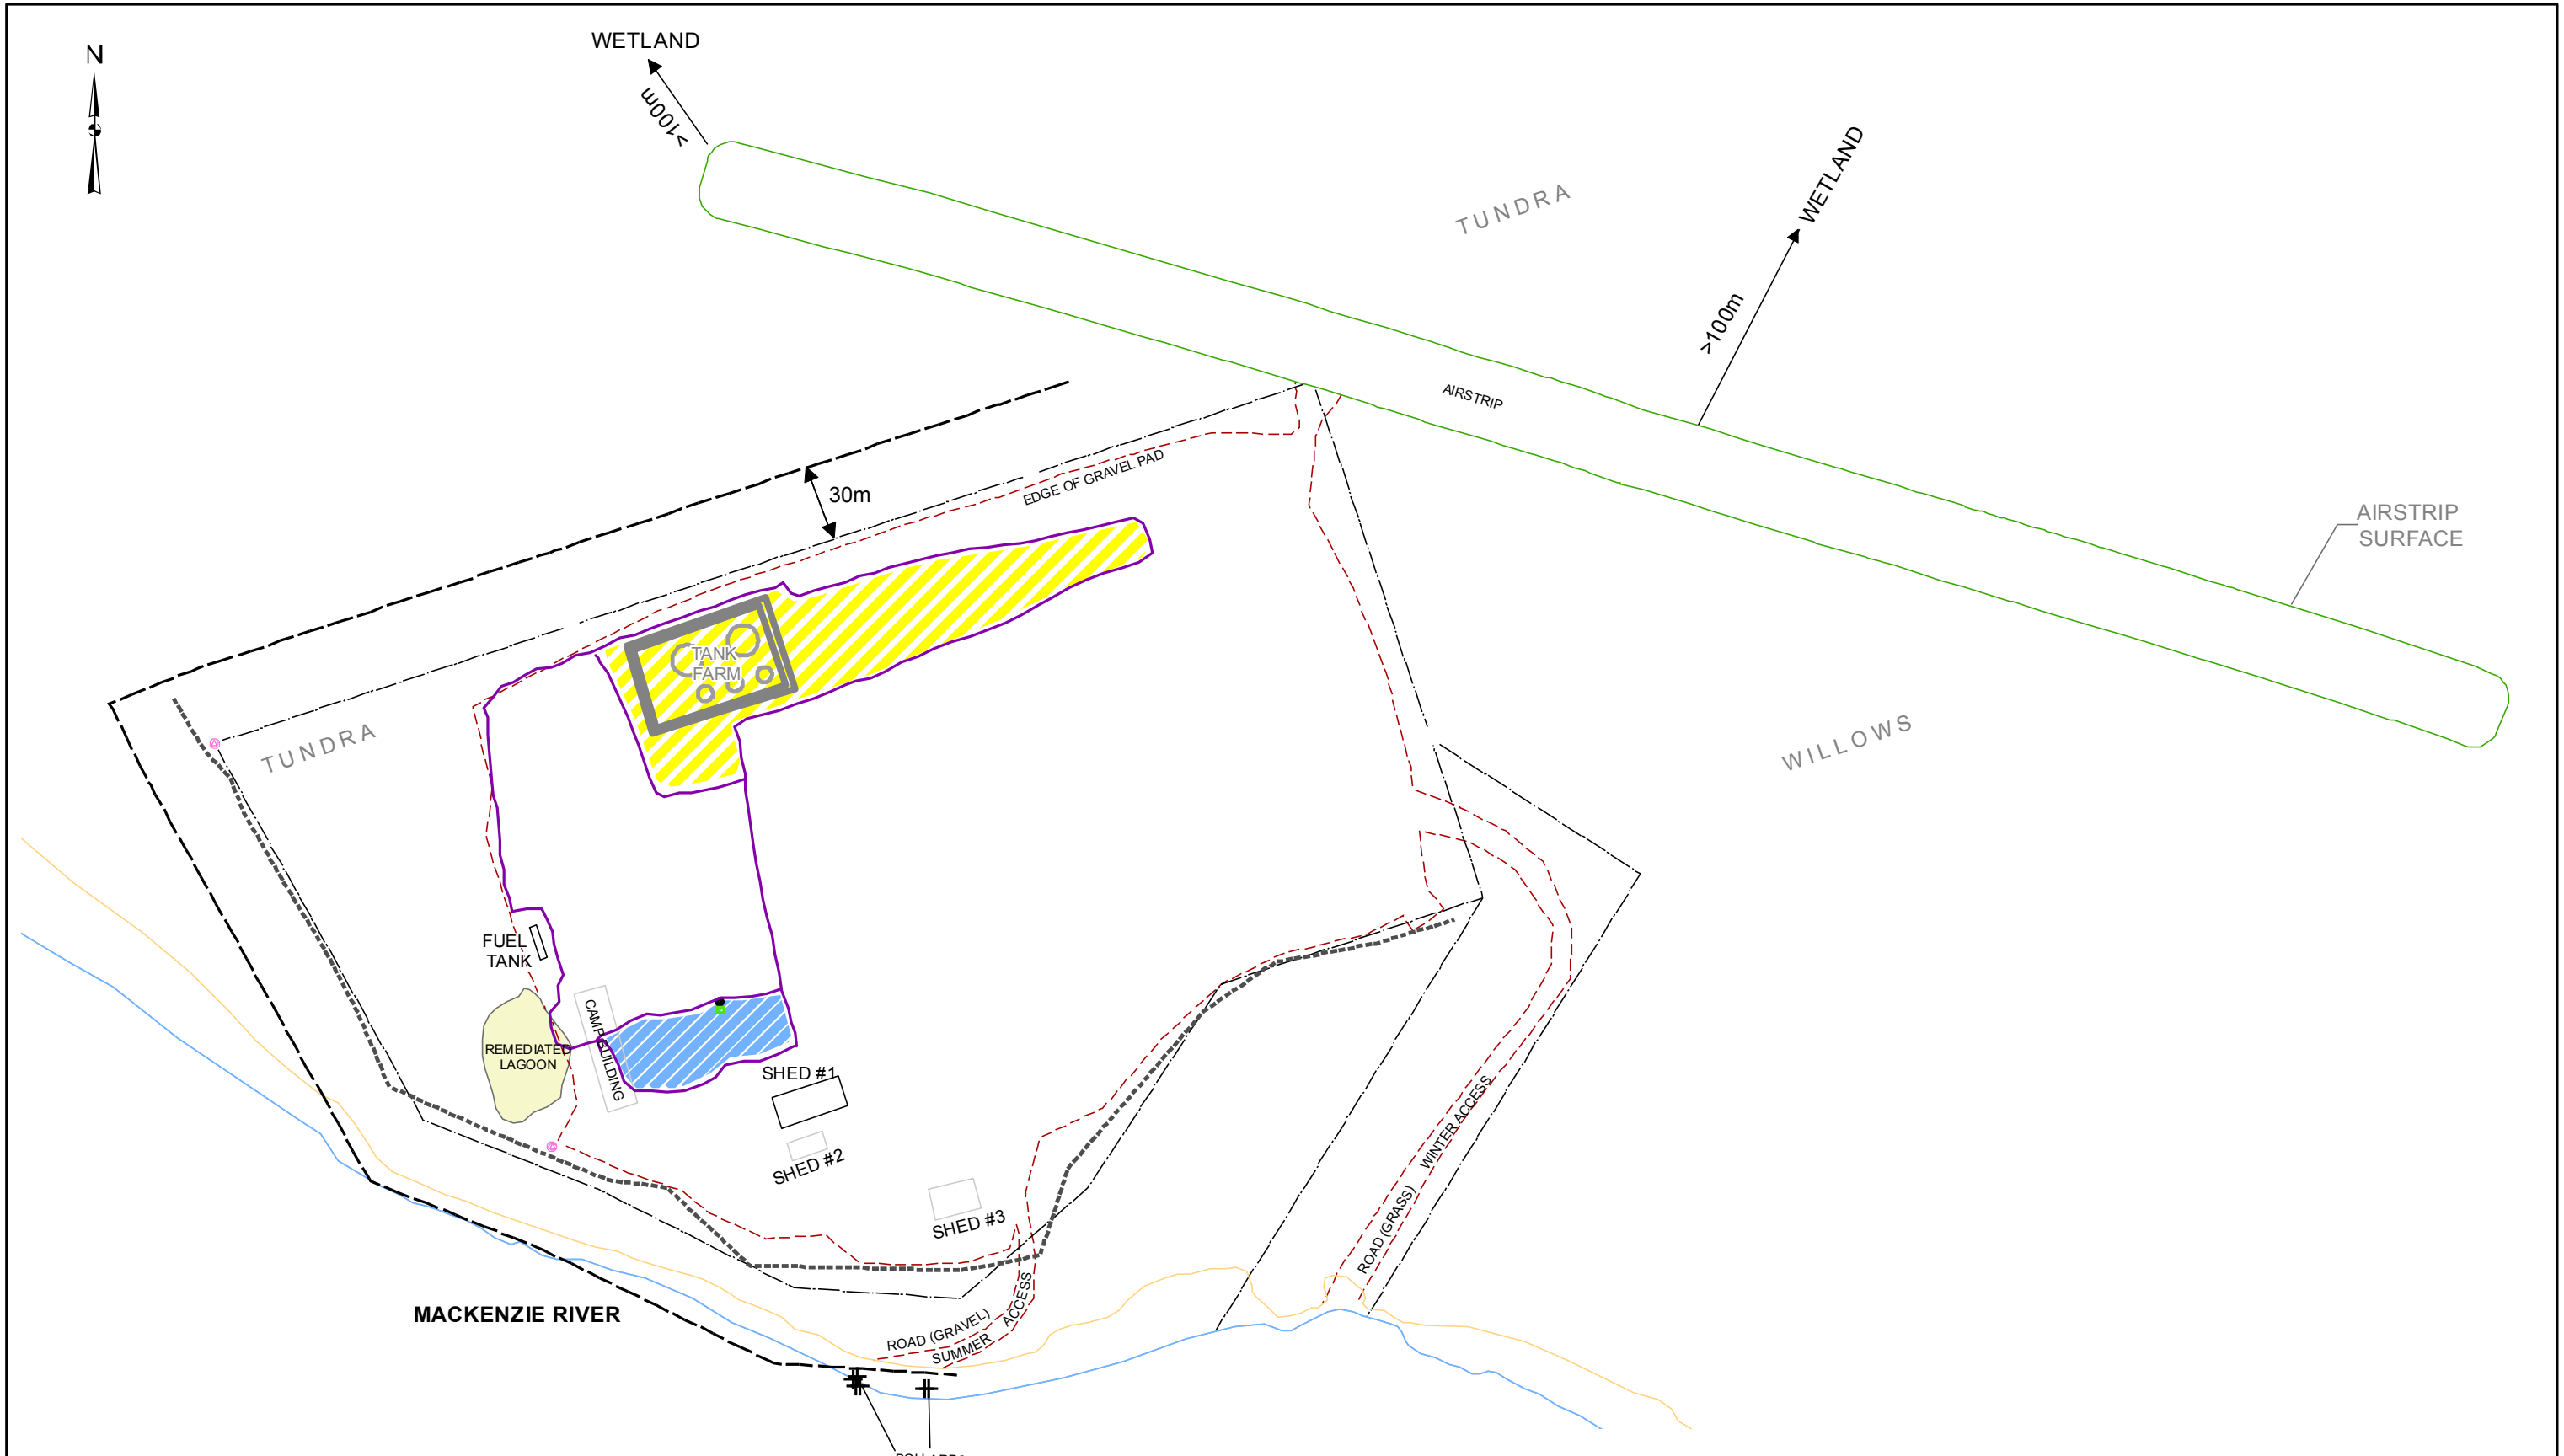 N
WETLAND
>100m
TUNDRA
WETLAND
>100m
AIRSTRIP
30m
EDGE OF GRAVEL PAD
AIRSTRIP
SURFACE
TANK
FARM
TUNDRA
WILLOWS
FUEL
TANK
CAMP BUILDING
REMEDIATED
LAGOON
SHED #1
SHED #2
SHED #3
WINTER ACCESS
ROAD (GRASS)
MACKENZIE RIVER
ROAD (GRAVEL)
SUMMER ACCESS